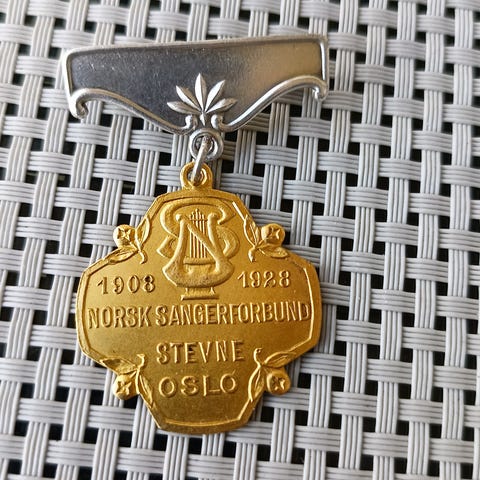 1908 1928
NORSK SANGERFORBUND
STEVNE
OSLO